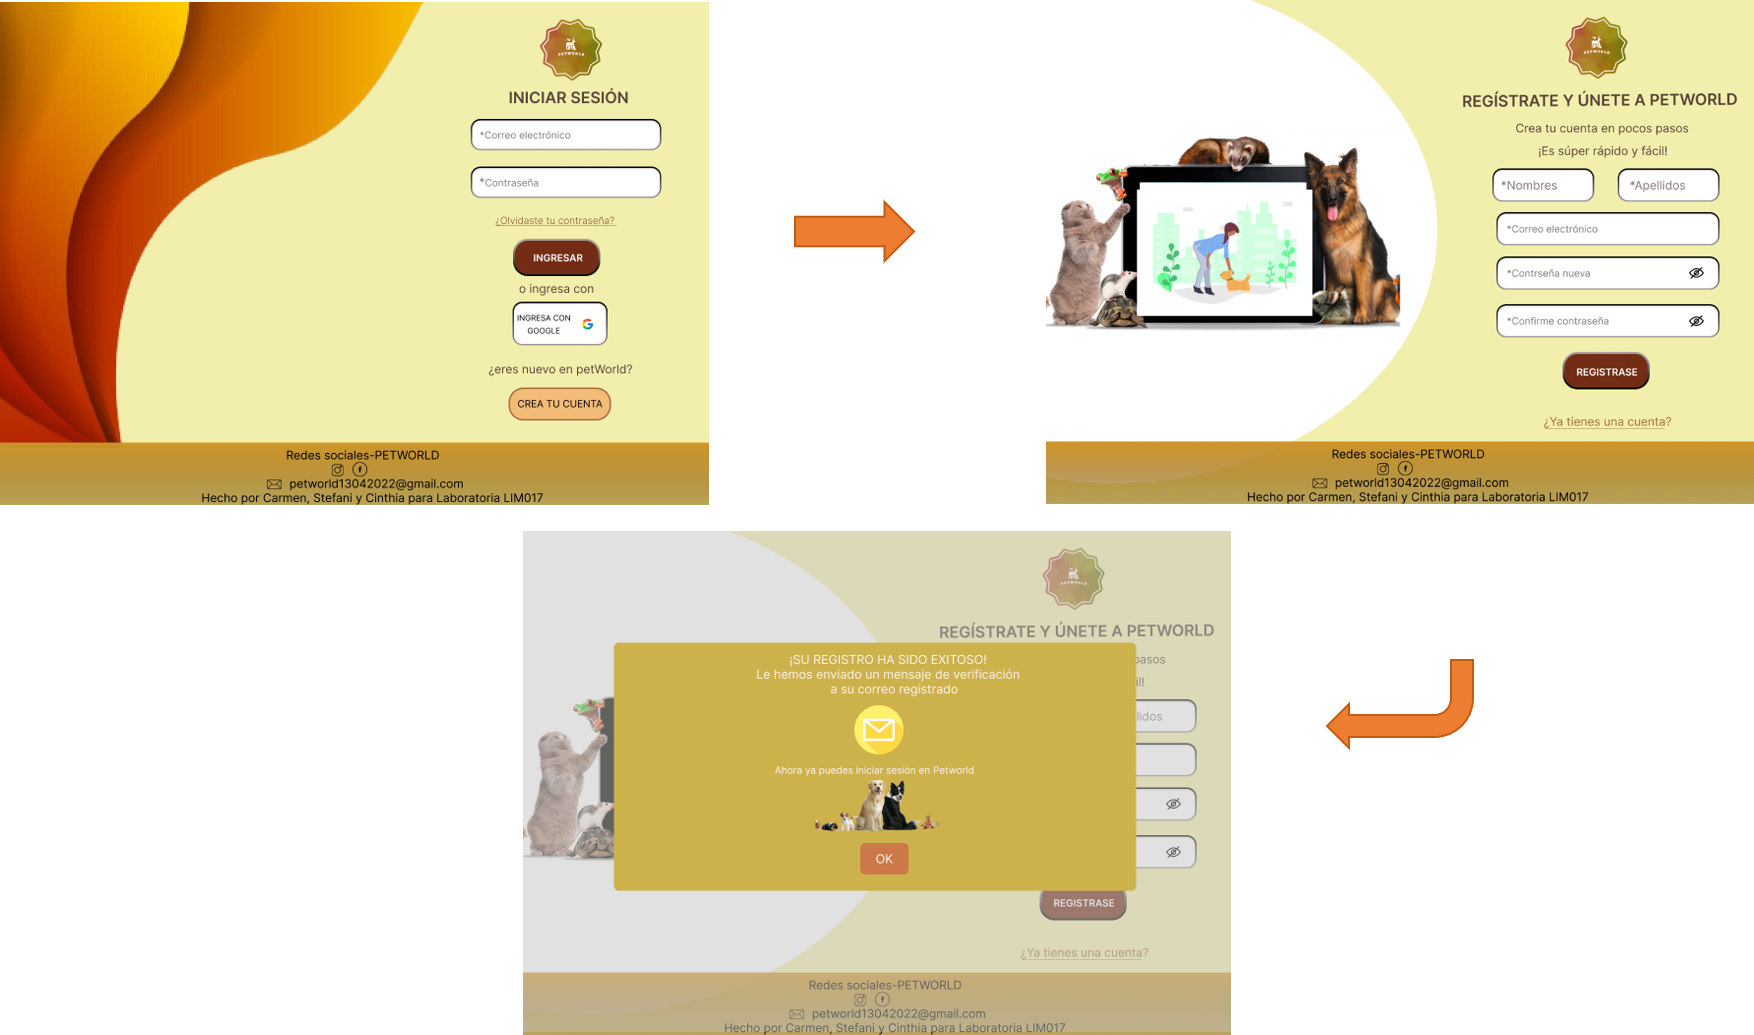 PETWORLD
INICIAR SESIÓN
*Correo electrónico
*Contraseña
¿Olvidaste tu contraseña?
INGRESAR
o ingresa con
INGRESA CON
GOOGLE
¿eres nuevo en petWorld?
CREA TU CUENTA
Redes sociales-PETWORLD
petworld13042022@gmail.com
Hecho por Carmen, Stefani y Cinthia para Laboratoria LIM017
PETWORLD
REGÍSTRATE Y ÚNETE A PETWORLD
Crea tu cuenta en pocos pasos
¡Es súper rápido y fácil!
*Nombres
*Apellidos
*Correo electrónico
*Contrseña nueva
*Confirme contraseña
REGISTRASE
¿Ya tienes una cuenta?
Redes sociales-PETWORLD
petworld13042022@gmail.com
Hecho por Carmen, Stefani y Cinthia para Laboratoria LIM017
PETWORLD
REGÍSTRATE Y ÚNETE A PETWORLD
pasos
il!
llidos
¡SU REGISTRO HA SIDO EXITOSO!
Le hemos enviado un mensaje de verificación
a su correo registrado
Ahora ya puedes iniciar sesión en Petworld
OK
REGISTRASE
¿Ya tienes una cuenta?
Redes sociales-PETWORLD
petworld13042022@gmail.com
Hecho por Carmen, Stefani y Cinthia para Laboratoria LIM017